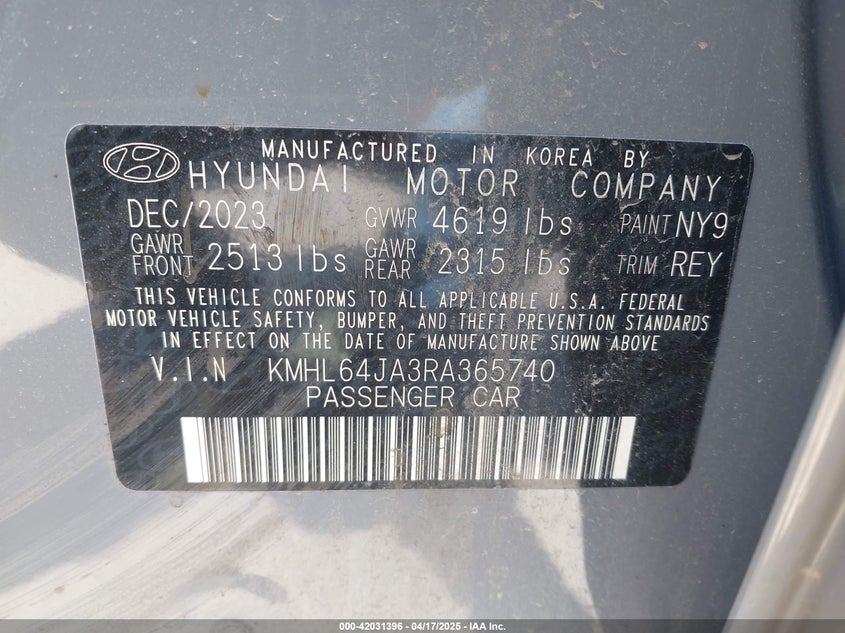 MANUFACTURED IN KOREA BY
HYUNDAI MOTOR COMPANY
DEC/2023 GVWR 4619 lbs PAINT NY9
GAWR FRONT 2513 lbs GAWR REAR 2315 lbs TRIM REY
THIS VEHICLE CONFORMS TO ALL APPLICABLE U.S.A. FEDERAL
MOTOR VEHICLE SAFETY, BUMPER, AND THEFT PREVENTION STANDARDS
IN EFFECT ON THE DATE OF MANUFACTURE SHOWN ABOVE
V.I.N KMHL64JA3RA365740
PASSENGER CAR
000-42031396 - 04/17/2025 - IAA Inc.